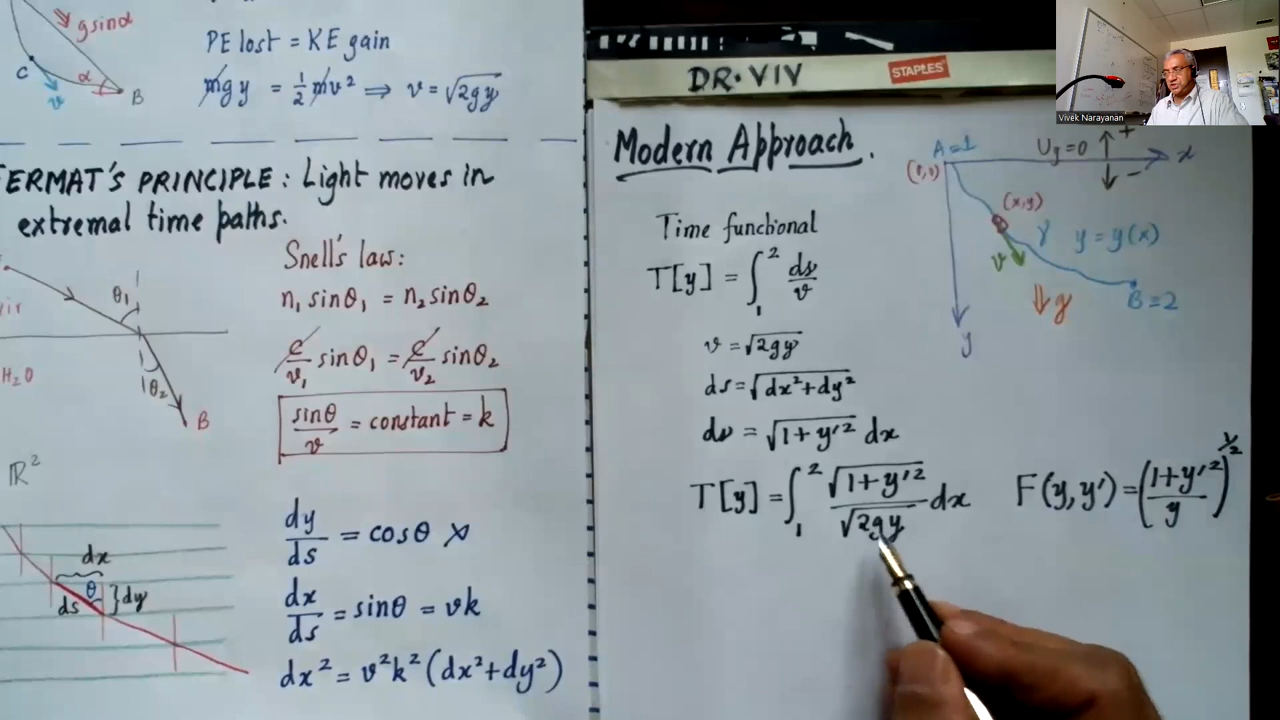 g sinα
C
α
v
B
PE lost = KE gain
mgy = 1/2 mv² ⟹ v = √2gy
ERMAT'S PRINCIPLE: Light moves in
extremal time paths.
Snell's law:
n₁ sinθ₁ = n₂ sinθ₂
c/v₁ sinθ₁ = c/v₂ sinθ₂
sinθ/v = constant = k
θ₁
ir
H₂O
θ₂
B
ℝ²
dx
θ
ds
dy
dy/ds = cosθ ×
dx/ds = sinθ = vk
dx² = v²k² (dx² + dy²)
DR·VIV
STAPLES
Vivek Narayanan
Modern Approach.
A=1
U_g=0
+
-
x
(0,0)
(x,y)
γ
y = y(x)
v
g
B=2
y
Time functional
T[y] = ∫₁² ds/v
v = √2gy
ds = √dx²+dy²
ds = √1+y'² dx
T[y] = ∫₁² √1+y'²/√2gy dx
F(y,y') = (1+y'²/y)^1/2